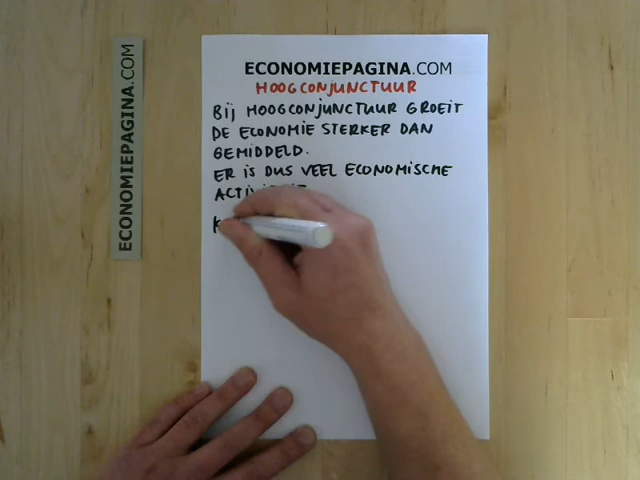 ECONOMIEPAGINA.COM
ECONOMIEPAGINA.COM
HOOGCONJUNCTUUR
Bij HOOGCONJUNCTUUR GROEIT
DE ECONOMIE STERKER DAN
GEMIDDELD.
ER is DUS VEEL ECONOMISCHE
K